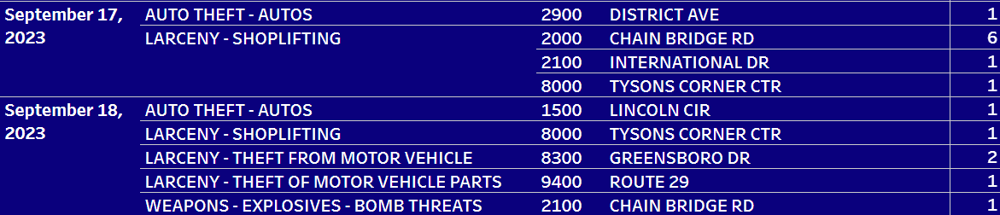 September 17, AUTO THEFT - AUTOS 2900 DISTRICT AVE 1
2023 LARCENY - SHOPLIFTING 2000 CHAIN BRIDGE RD 6
2100 INTERNATIONAL DR 1
8000 TYSONS CORNER CTR 1
September 18, AUTO THEFT - AUTOS 1500 LINCOLN CIR 1
2023 LARCENY - SHOPLIFTING 8000 TYSONS CORNER CTR 1
LARCENY - THEFT FROM MOTOR VEHICLE 8300 GREENSBORO DR 2
LARCENY - THEFT OF MOTOR VEHICLE PARTS 9400 ROUTE 29 1
WEAPONS - EXPLOSIVES - BOMB THREATS 2100 CHAIN BRIDGE RD 1